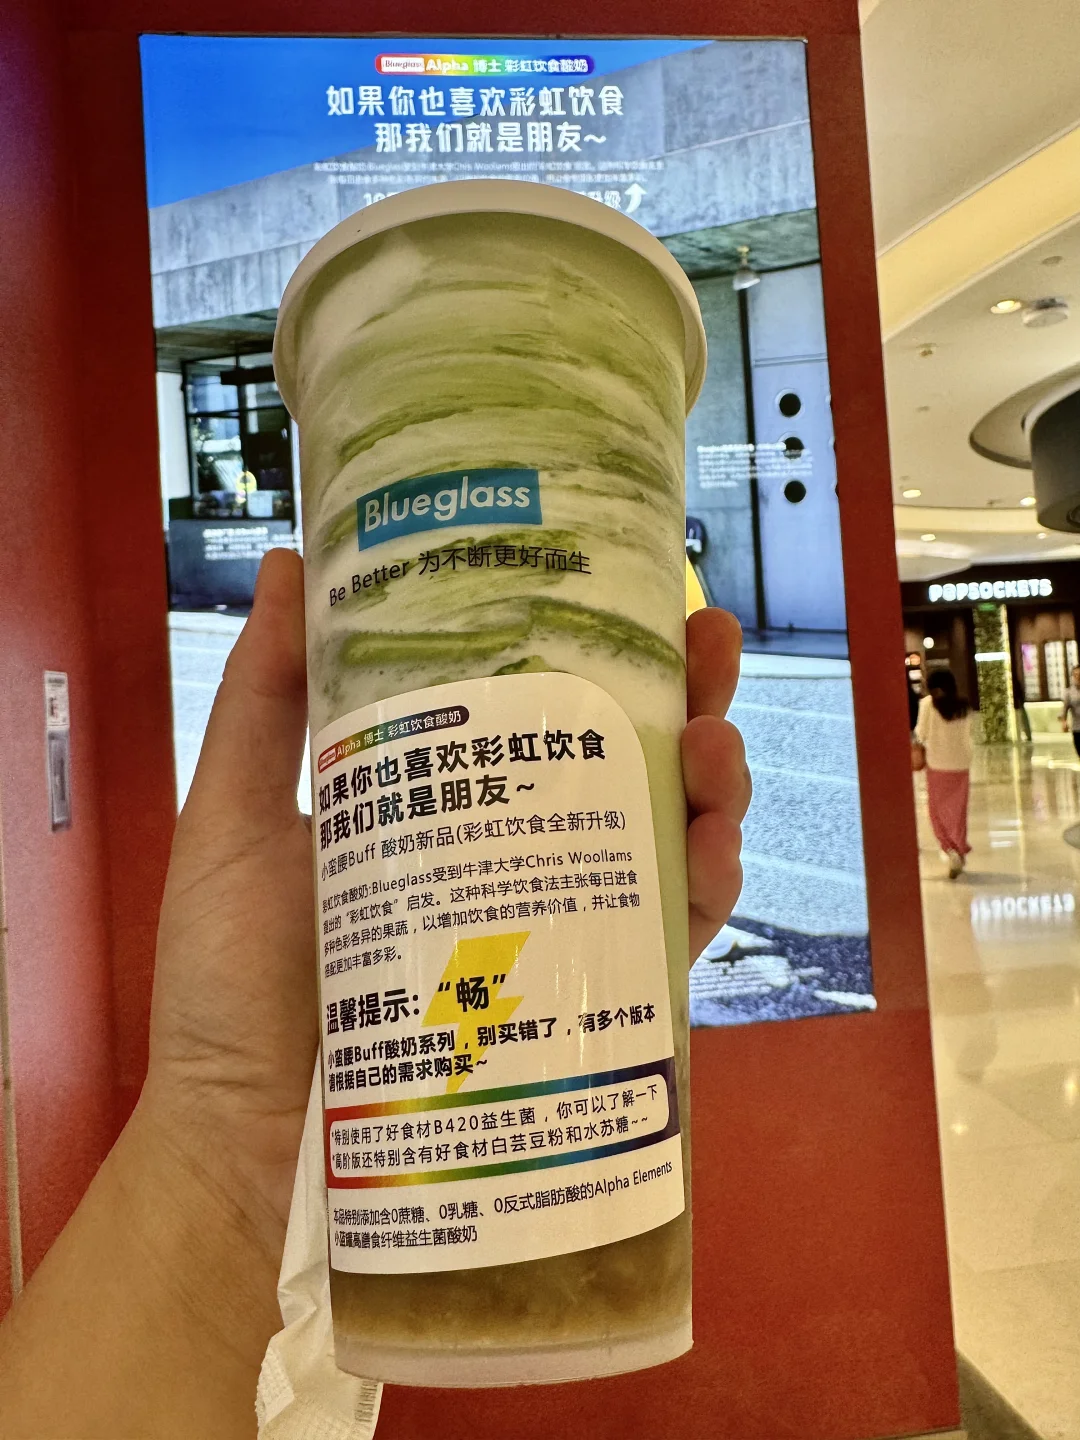 Blueglass Alpha 博士 彩虹饮食酸奶
如果你也喜欢彩虹饮食
那我们就是朋友~
Blueglass
Be Better 为不断更好而生
POPSOCKETS
Alpha 博士 彩虹饮食酸奶
如果你也喜欢彩虹饮食
那我们就是朋友~
小蛮腰Buff 酸奶新品(彩虹饮食全新升级)
彩虹饮食酸奶:Blueglass受到牛津大学Chris Woollams
提出的“彩虹饮食”启发。这种科学饮食法主张每日进食
多种色彩各异的果蔬，以增加饮食的营养价值，并让食物
搭配更加丰富多彩。
温馨提示:“畅”
小蛮腰Buff酸奶系列，别买错了，有多个版本
请根据自己的需求购买~
*特别使用了好食材B420益生菌，你可以了解一下
*高阶版还特别含有好食材白芸豆粉和水苏糖~~
本品特别添加含0蔗糖、0乳糖、0反式脂肪酸的Alpha Elements
小蓝罐高膳食纤维益生菌酸奶